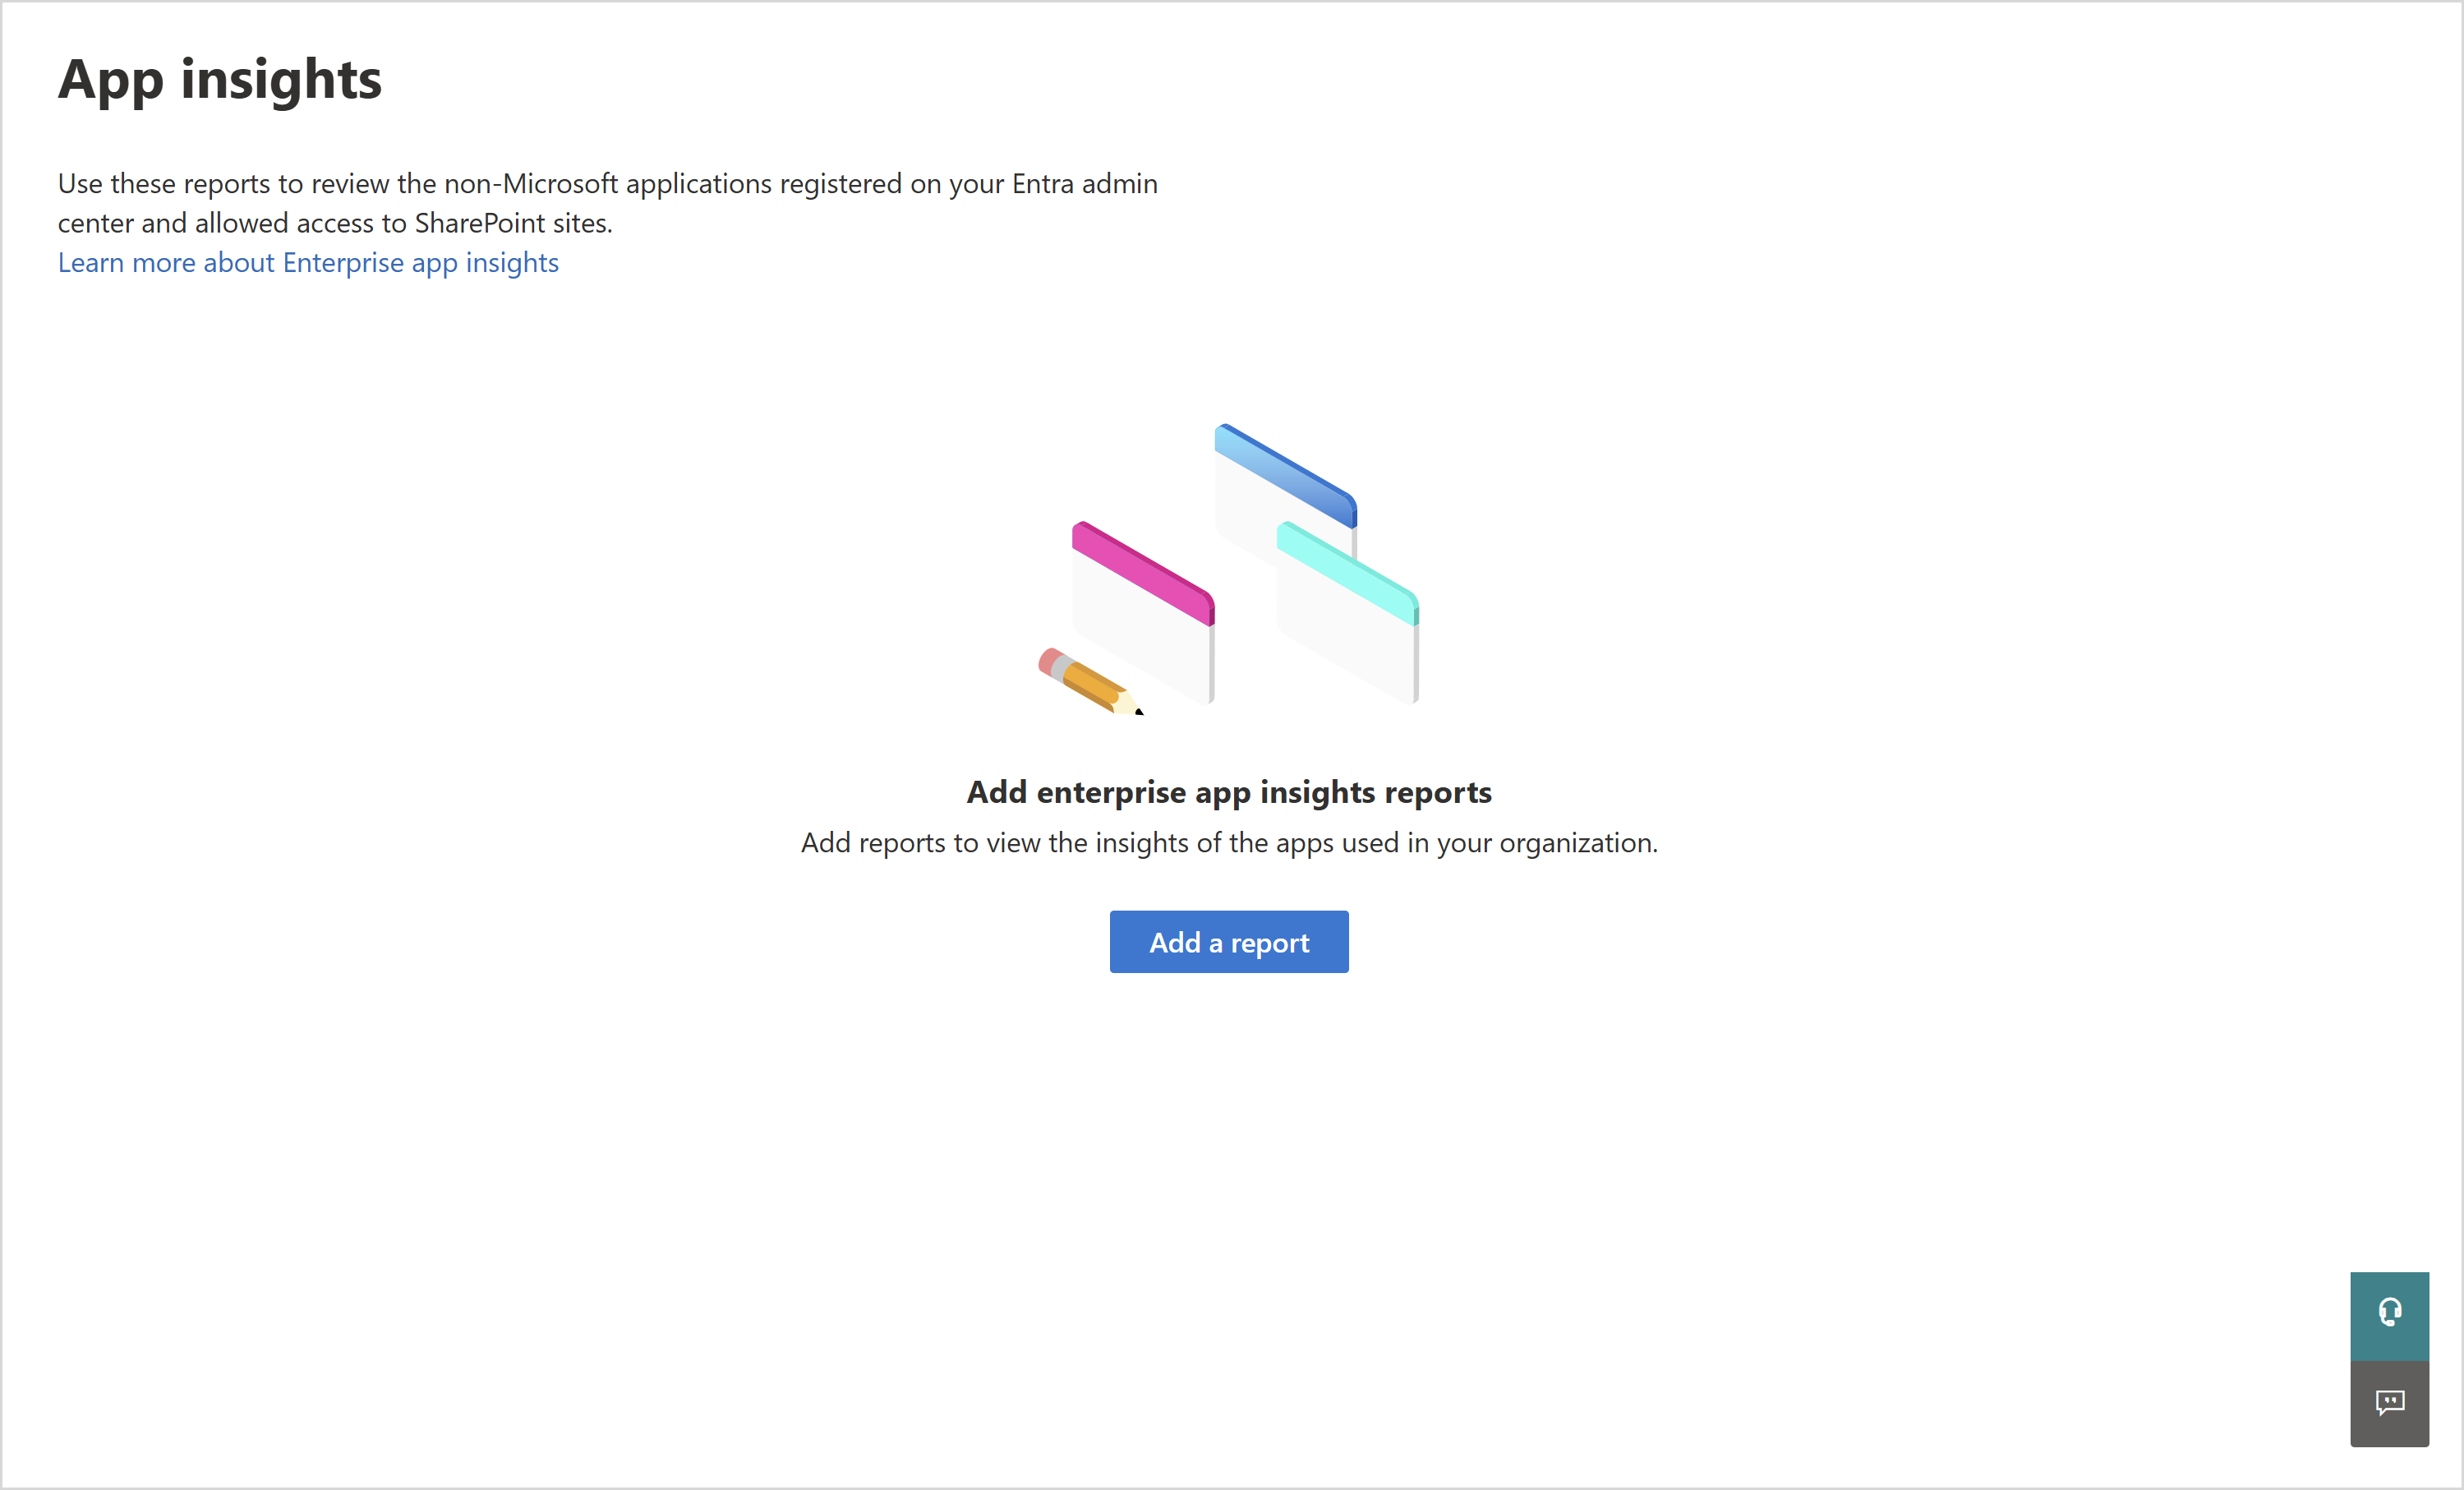 App insights
Use these reports to review the non-Microsoft applications registered on your Entra admin
center and allowed access to SharePoint sites.
Learn more about Enterprise app insights
Add enterprise app insights reports
Add reports to view the insights of the apps used in your organization.
Add a report